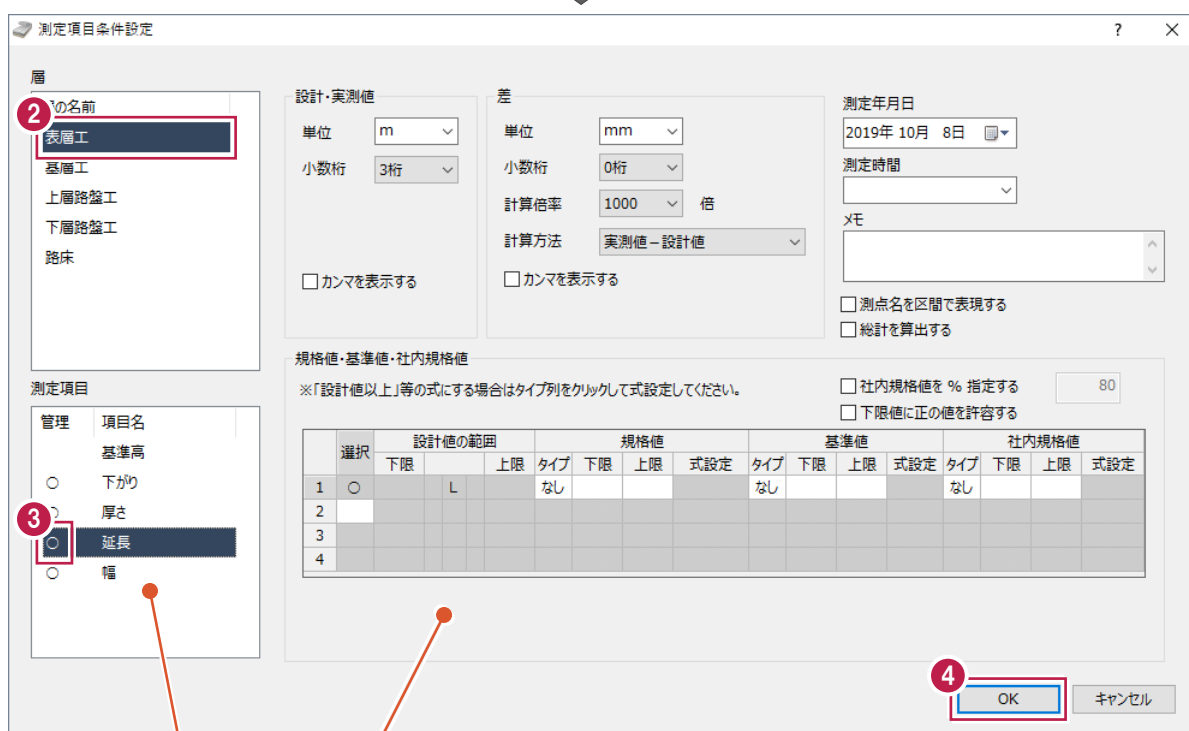 測定項目条件設定
? ×
層
の名前
2
表層工
基層工
上層路盤工
下層路盤工
路床
設計・実測値
単位 m
小数桁 3桁
カンマを表示する
差
単位 mm
小数桁 0桁
計算倍率 1000 倍
計算方法 実測値－設計値
カンマを表示する
測定年月日
2019年 10月 8日
測定時間
メモ
測点名を区間で表現する
総計を算出する
測定項目
管理 項目名
基準高
○ 下がり
厚さ
3
○ 延長
○ 幅
規格値・基準値・社内規格値
※「設計値以上」等の式にする場合はタイプ列をクリックして式設定してください。
社内規格値を % 指定する 80
下限値に正の値を許容する
選択 設計値の範囲 規格値 基準値 社内規格値
下限 上限 タイプ 下限 上限 式設定 タイプ 下限 上限 式設定 タイプ 下限 上限 式設定
1 ○ L なし なし なし
2
3
4
4
OK キャンセル